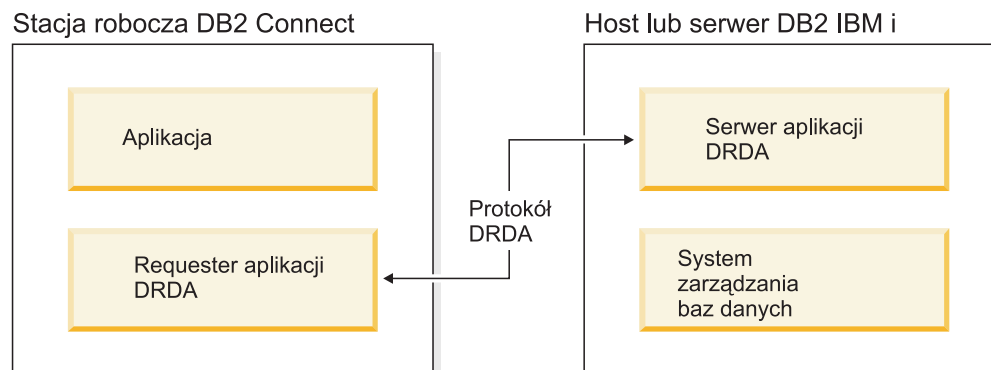 Stacja robocza DB2 Connect
Host lub serwer DB2 IBM i
Aplikacja
Serwer aplikacji
DRDA
Protokół
DRDA
Requester aplikacji
DRDA
System
zarządzania
baz danych